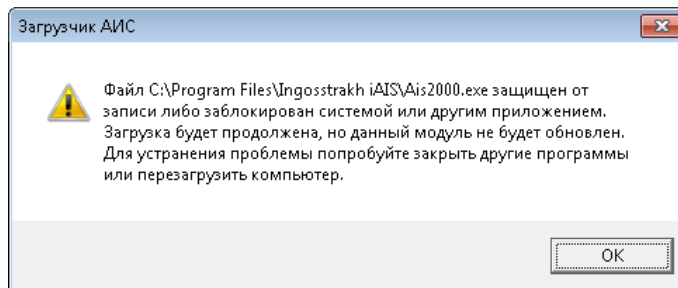 Загрузчик АИС
Файл C:\Program Files\Ingosstrakh iAIS\Ais2000.exe защищен от
записи либо заблокирован системой или другим приложением.
Загрузка будет продолжена, но данный модуль не будет обновлен.
Для устранения проблемы попробуйте закрыть другие программы
или перезагрузить компьютер.
OK